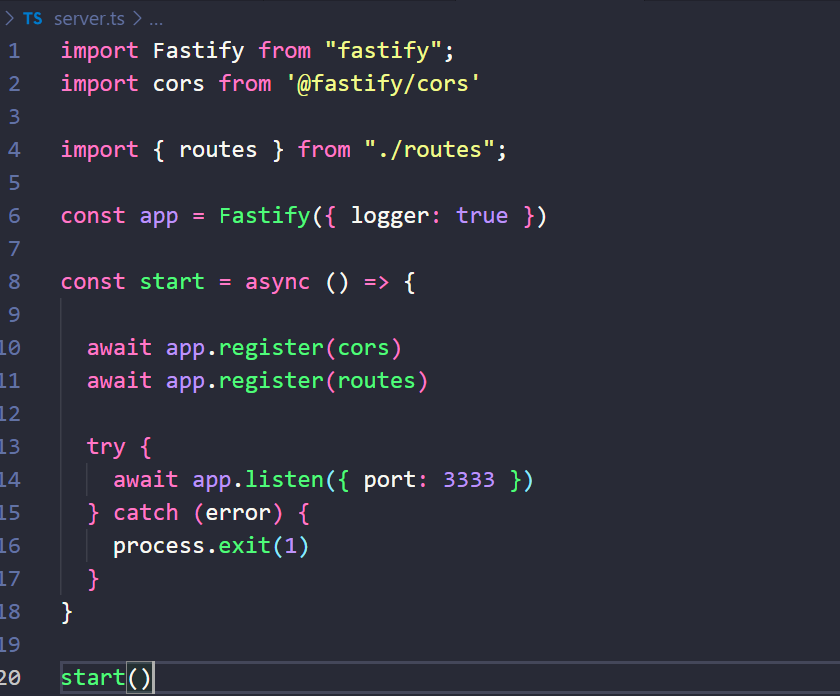 > TS server.ts > ...
1 import Fastify from "fastify";
2 import cors from '@fastify/cors'
3
4 import { routes } from "./routes";
5
6 const app = Fastify({ logger: true })
7
8 const start = async () => {
9
10 await app.register(cors)
11 await app.register(routes)
12
13 try {
14 await app.listen({ port: 3333 })
15 } catch (error) {
16 process.exit(1)
17 }
18 }
19
20 start()